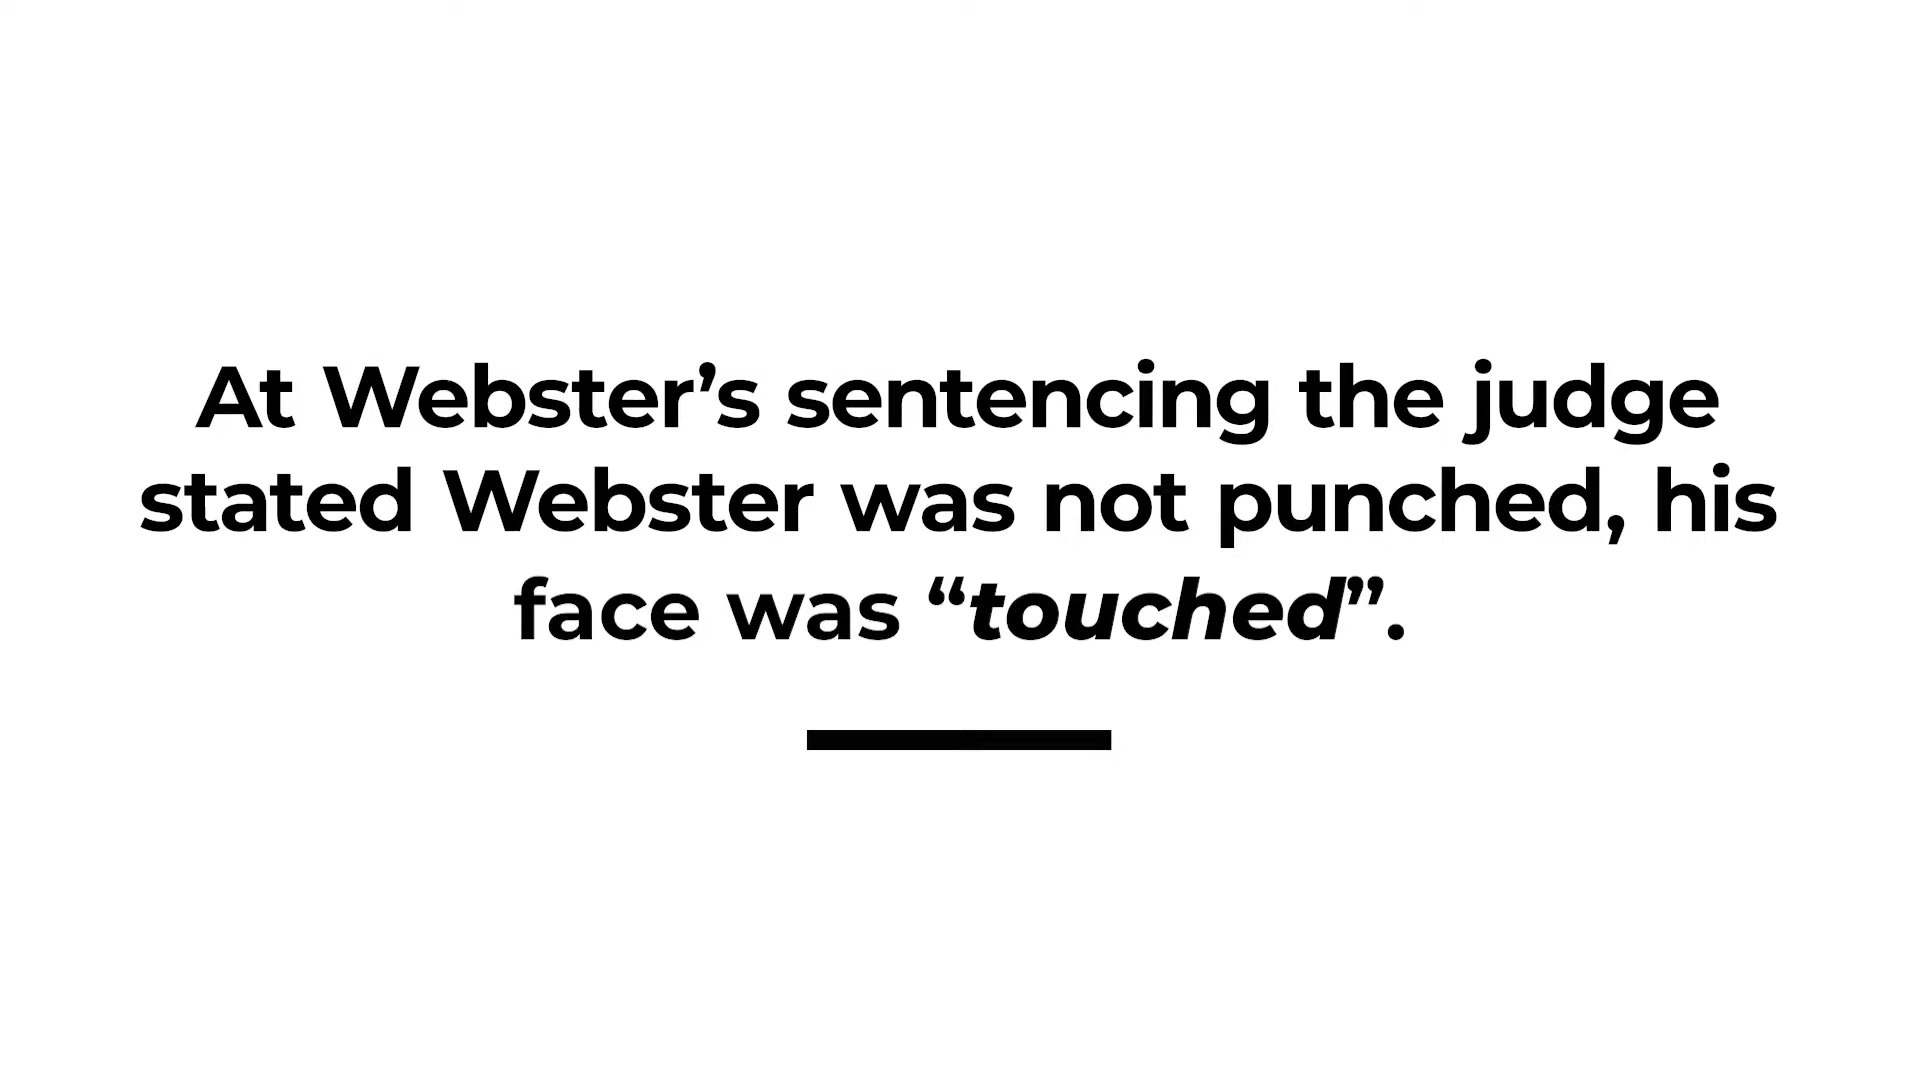 At Webster’s sentencing the judge
stated Webster was not punched, his
face was “touched”.